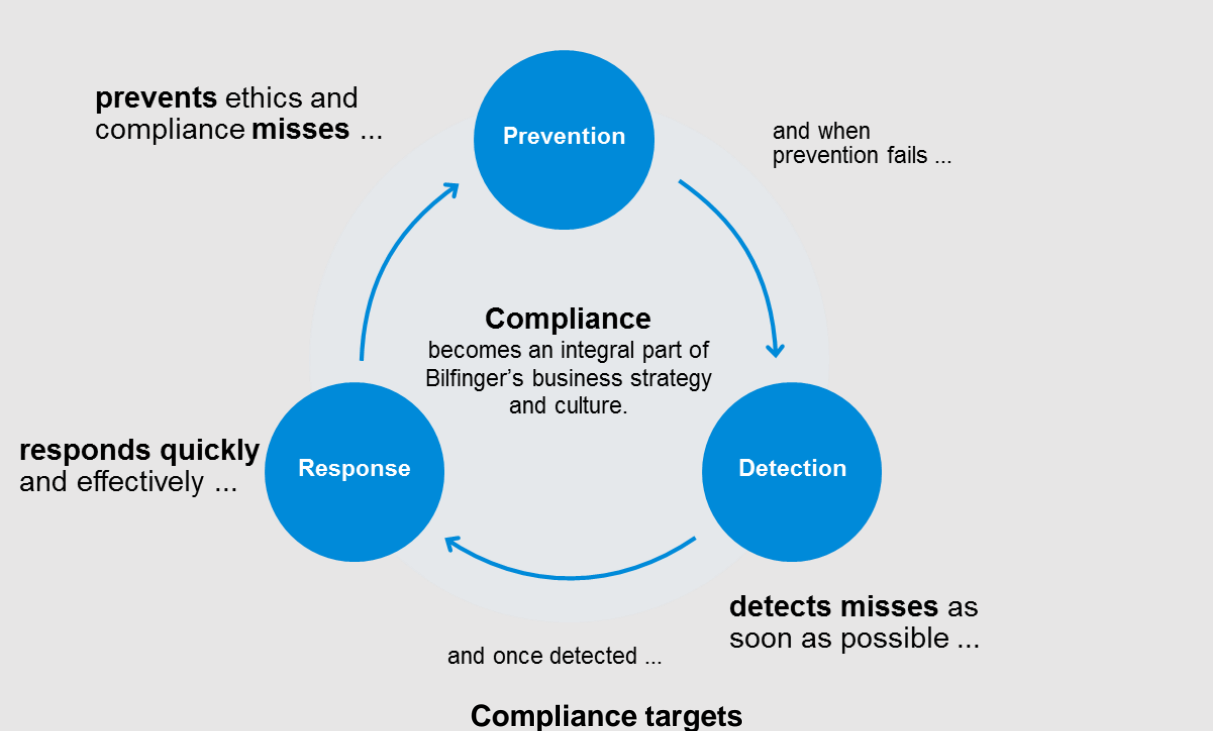 prevents ethics and
compliance misses ...
Prevention
and when
prevention fails ...
Compliance
becomes an integral part of
Bilfinger’s business strategy
and culture.
responds quickly
and effectively ...
Response
Detection
detects misses as
soon as possible ...
and once detected ...
Compliance targets